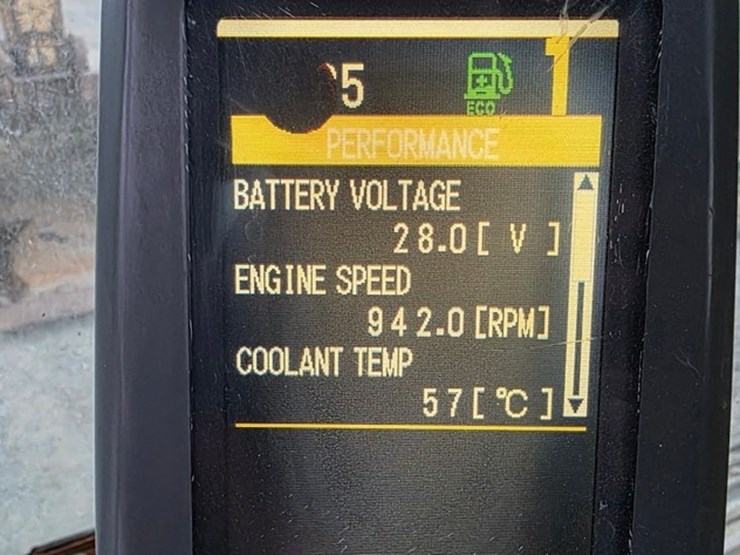 5
ECO
PERFORMANCE
BATTERY VOLTAGE
28.0[ V ]
ENGINE SPEED
942.0 [RPM]
COOLANT TEMP
57[ ℃ ]